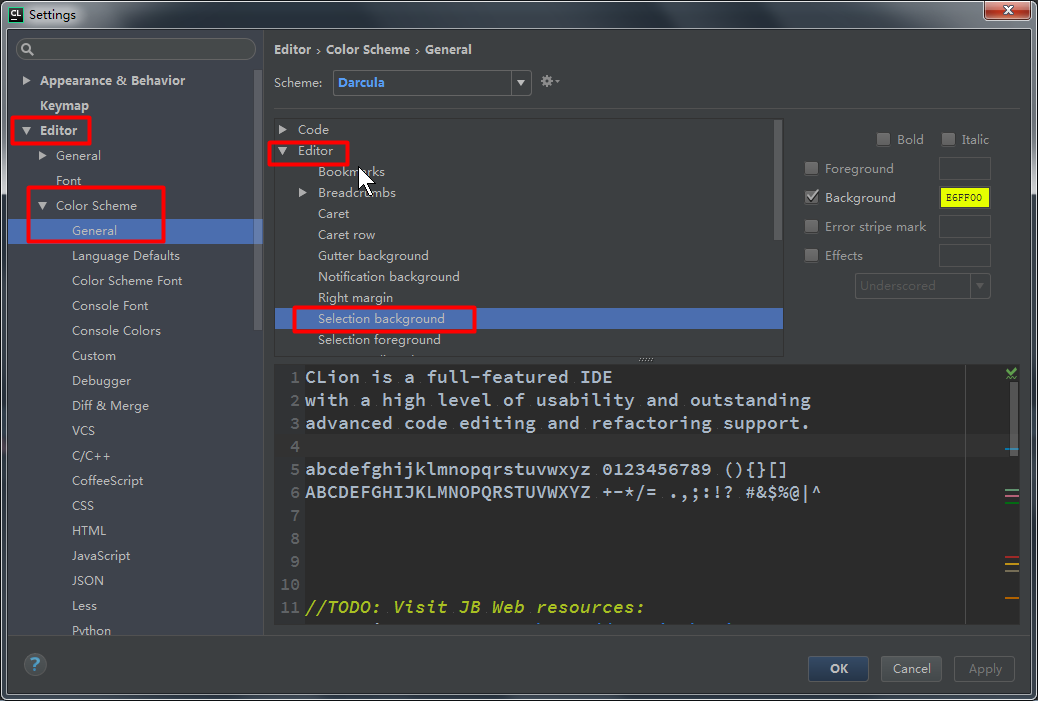 CL Settings
Appearance & Behavior
Keymap
Editor
General
Font
Color Scheme
General
Language Defaults
Color Scheme Font
Console Font
Console Colors
Custom
Debugger
Diff & Merge
VCS
C/C++
CoffeeScript
CSS
HTML
JavaScript
JSON
Less
Python
Editor › Color Scheme › General
Scheme: Darcula
Code
Editor
Bookmarks
Breadcrumbs
Caret
Caret row
Gutter background
Notification background
Right margin
Selection background
Selection foreground
Bold Italic
Foreground
Background E6FF00
Error stripe mark
Effects
Underscored
1 CLion is a full-featured IDE
2 with a high level of usability and outstanding
3 advanced code editing and refactoring support.
4
5 abcdefghijklmnopqrstuvwxyz 0123456789 (){}[]
6 ABCDEFGHIJKLMNOPQRSTUVWXYZ +-*/= .,;:!? #&$%@|^
7
8
9
10
11 //TODO: Visit JB Web resources:
? OK Cancel Apply